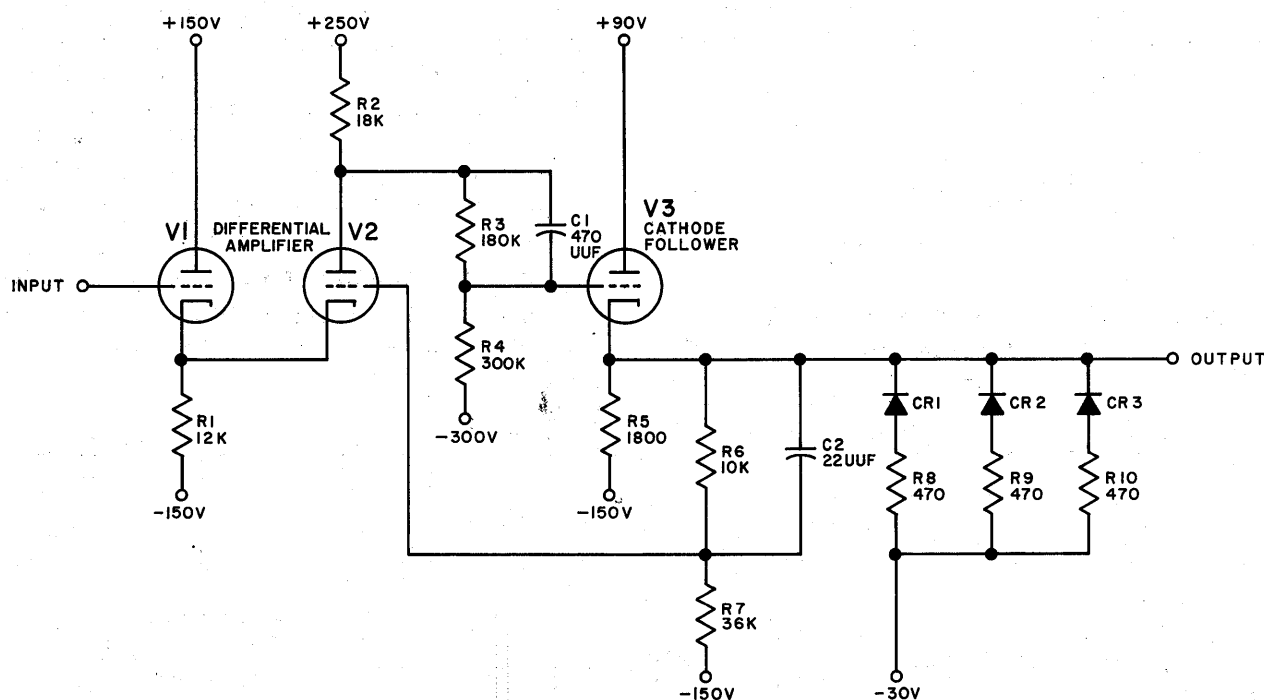 +150V
+250V
+90V
R2
18K
V1
DIFFERENTIAL
AMPLIFIER
V2
R3
180K
C1
470
UUF
V3
CATHODE
FOLLOWER
INPUT
R4
300K
-300V
R1
12K
-150V
R5
1800
-150V
R6
10K
C2
22UUF
CR1
CR2
CR3
OUTPUT
R8
470
R9
470
R10
470
R7
36K
-150V
-30V